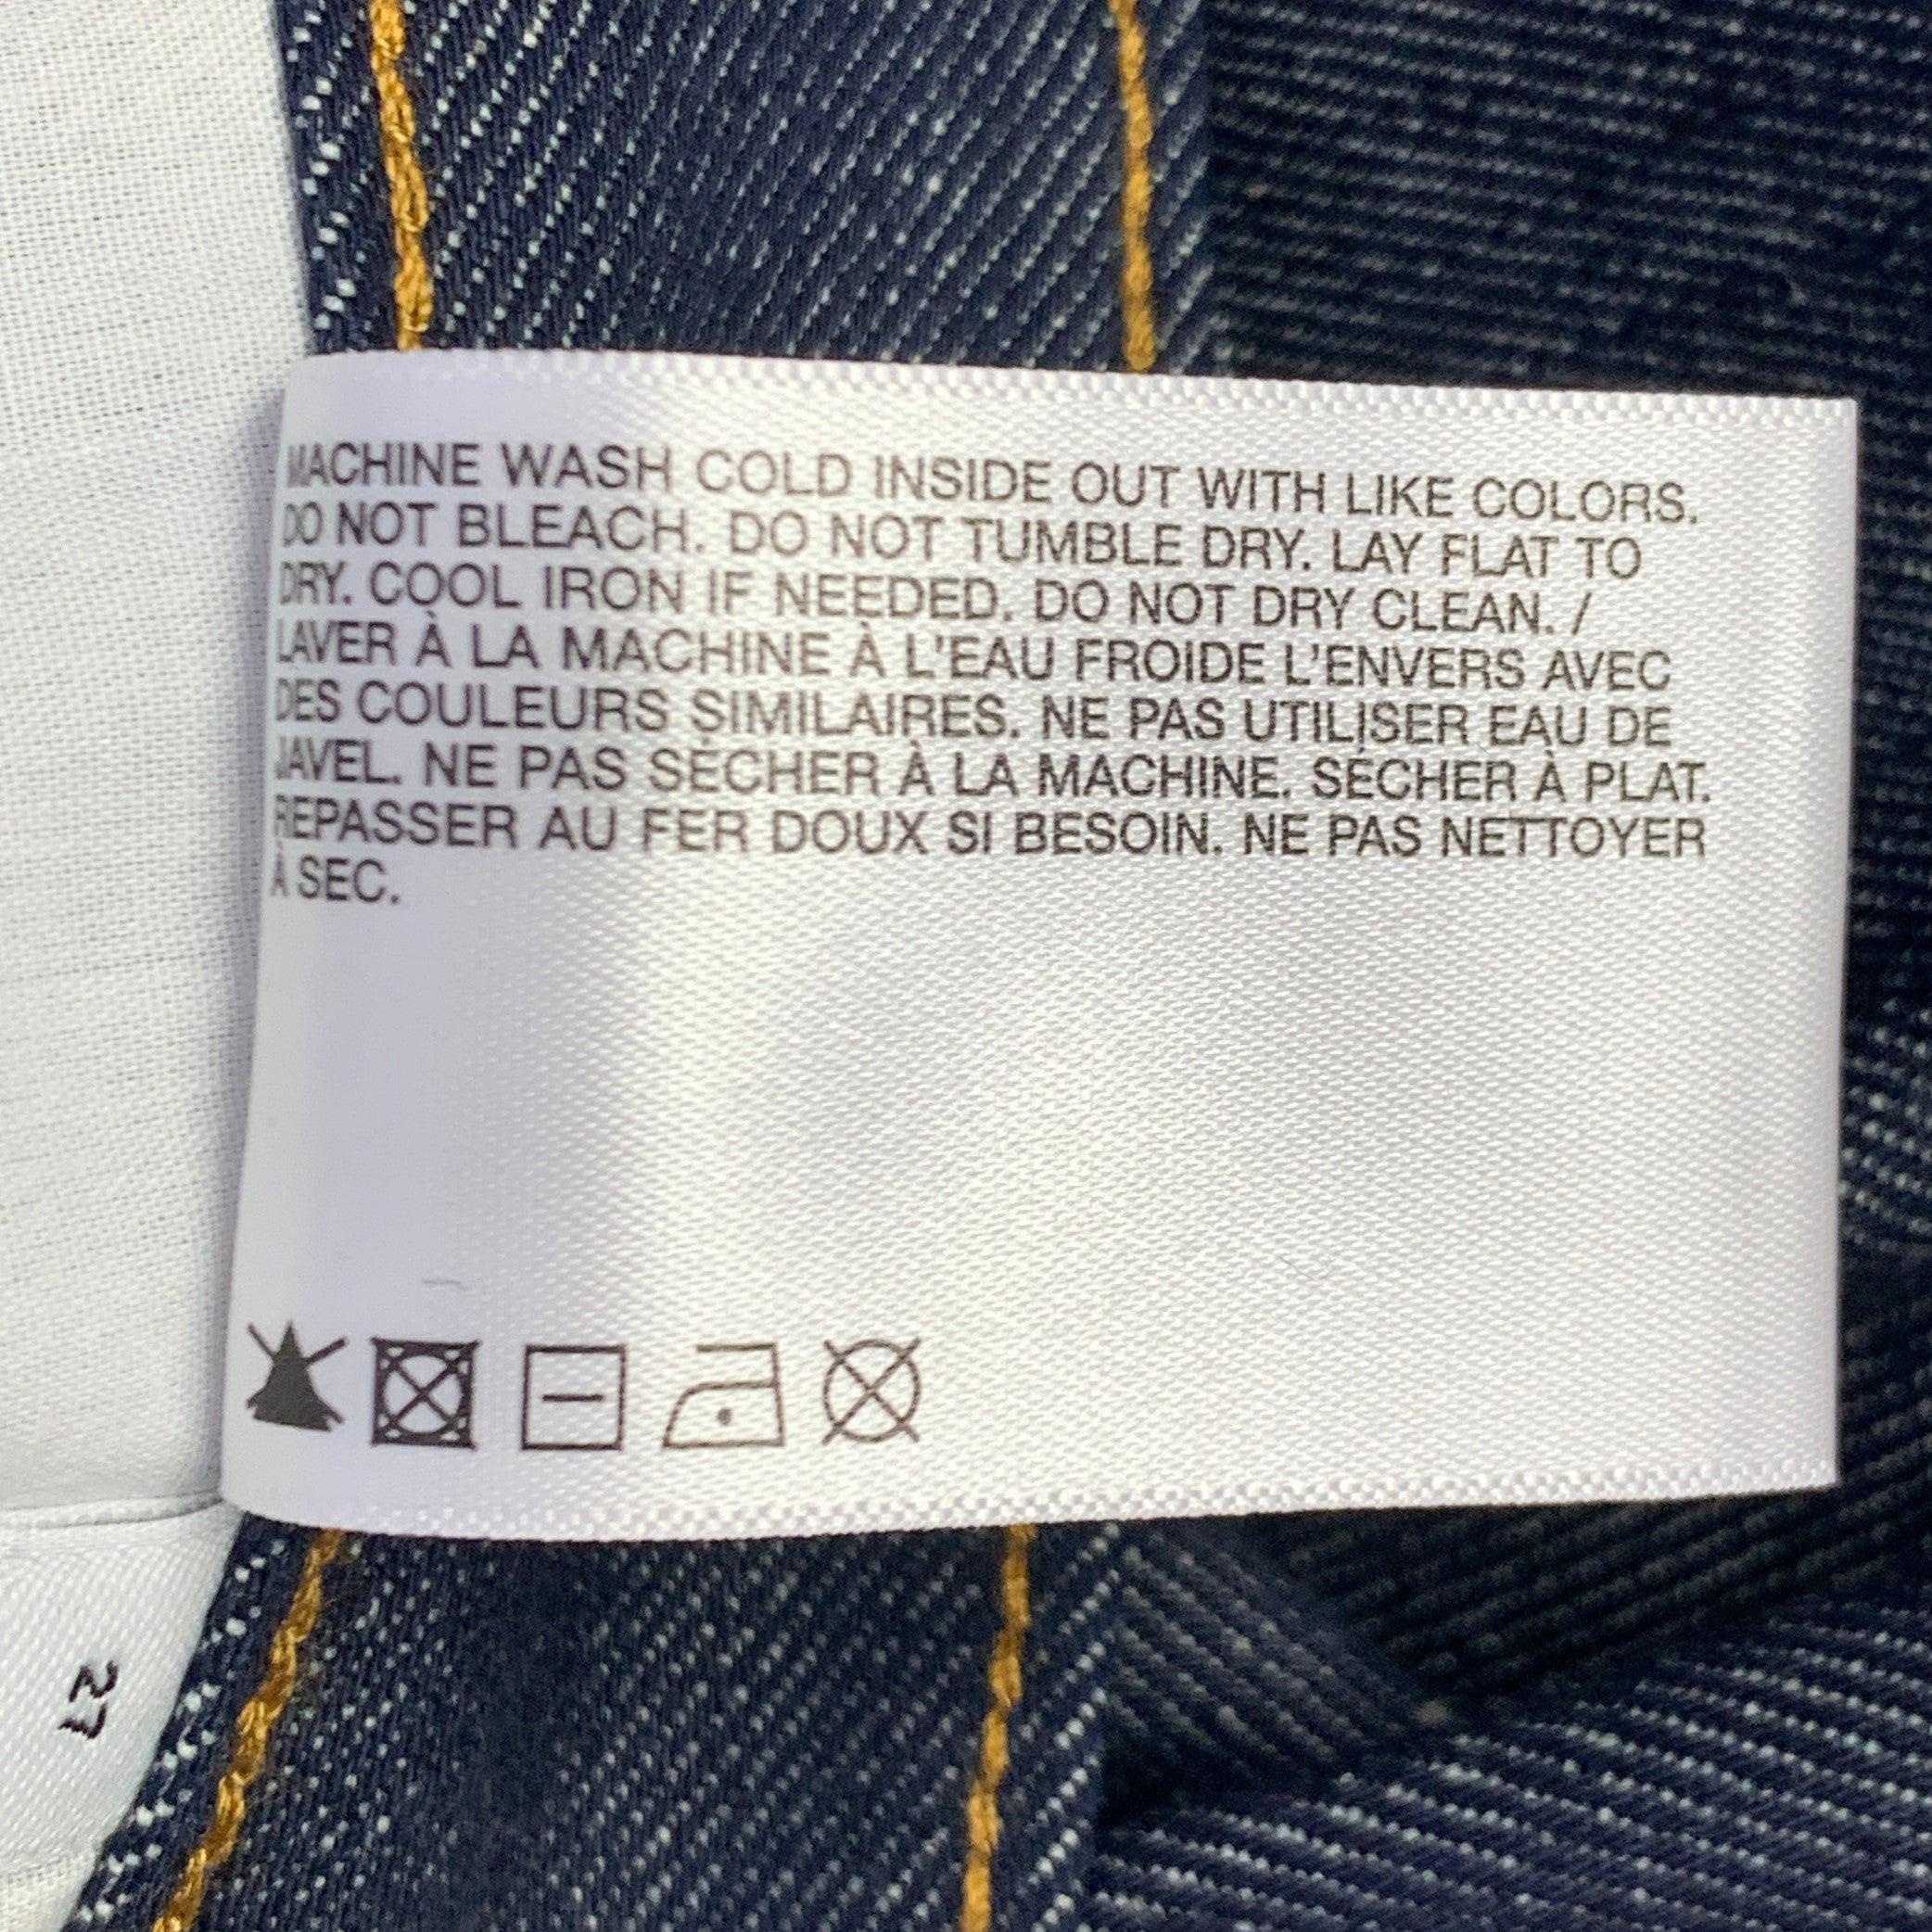 MACHINE WASH COLD INSIDE OUT WITH LIKE COLORS.
DO NOT BLEACH. DO NOT TUMBLE DRY. LAY FLAT TO
DRY. COOL IRON IF NEEDED. DO NOT DRY CLEAN. /
LAVER À LA MACHINE À L'EAU FROIDE L'ENVERS AVEC
DES COULEURS SIMILAIRES. NE PAS UTILISER EAU DE
JAVEL. NE PAS SÉCHER À LA MACHINE. SÉCHER À PLAT.
REPASSER AU FER DOUX SI BESOIN. NE PAS NETTOYER
À SEC.
27